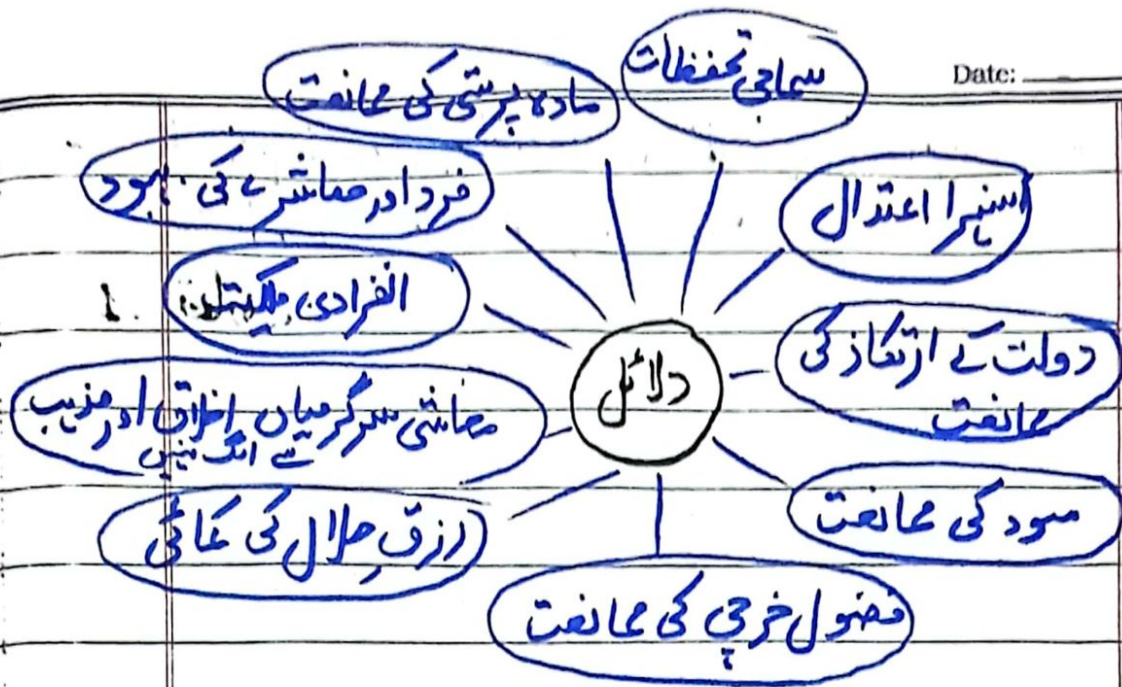 Date:
سماجی تحفظات
مادہ پرستی کی ممانعت
فرد اور معاشرے کی بہبود
سنہرا اعتدال
انفرادی ملکیت
دولت کے ارتکاز کی
ممانعت
دلائل
معاشی سرگرمیاں اخلاق اور مذہب
سے الگ نہیں
سود کی ممانعت
رزقِ حلال کی کمائی
فضول خرچی کی ممانعت